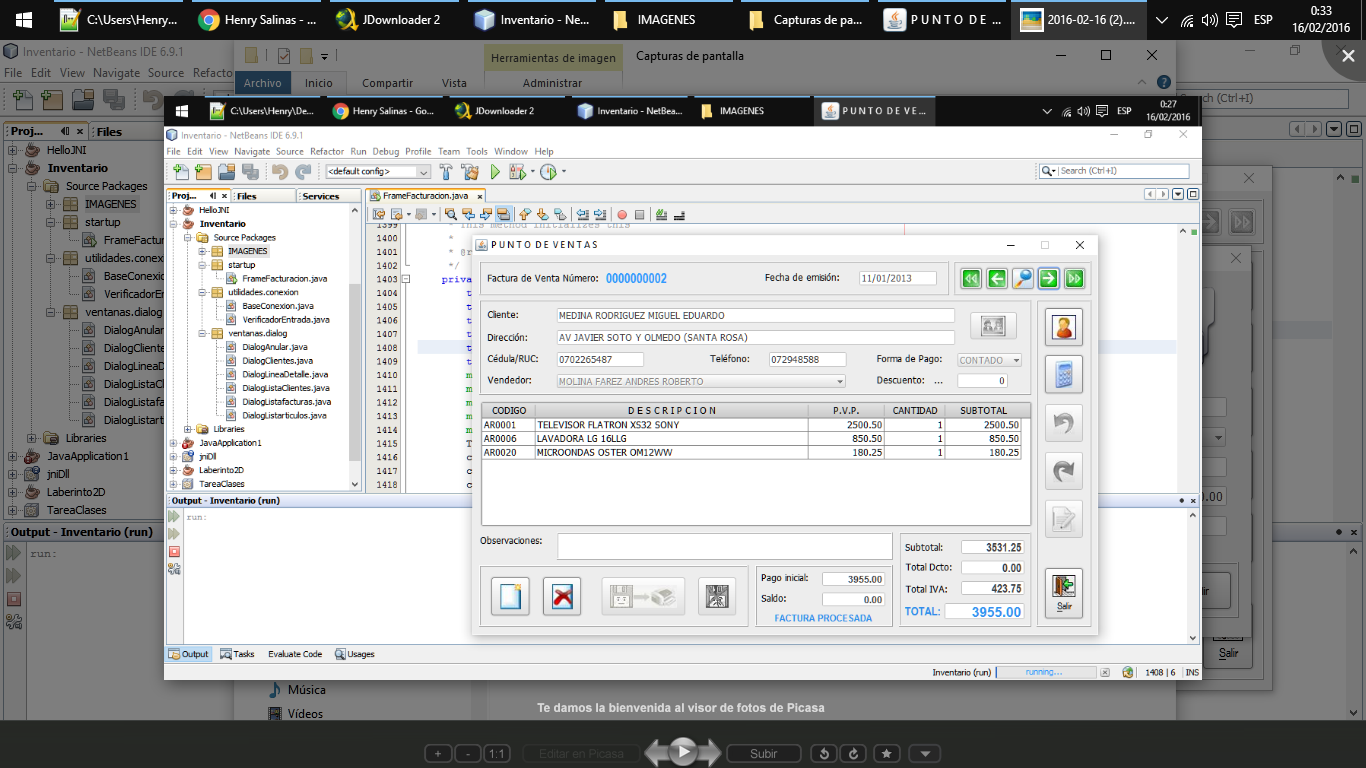 C:\Users\Henry\...
Henry Salinas - ...
JDownloader 2
Inventario - Ne...
IMAGENES
Capturas de pa...
P U N T O D E ...
2016-02-16 (2)....
ESP
0:33
16/02/2016
Inventario - NetBeans IDE 6.9.1
Herramientas de imagen
Capturas de pantalla
File Edit View Navigate Source Refacto
Archivo Inicio Compartir Vista Administrar
Search (Ctrl+I)
Proj... Files
HelloJNI
Inventario
Source Packages
IMAGENES
startup
FrameFactur
utilidades.conex
BaseConexio
VerificadorEn
ventanas.dialog
DialogAnular
DialogCliente
DialogLineaD
DialogListaC
DialogListafa
DialogListart
Libraries
JavaApplication1
jniDll
Laberinto2D
TareaClases
Output - Inventario (run)
run:
C:\Users\Henry\De...
Henry Salinas - Go...
JDownloader 2
Inventario - NetBea...
IMAGENES
P U N T O D E V E ...
ESP
0:27
16/02/2016
Inventario - NetBeans IDE 6.9.1
File Edit View Navigate Source Refactor Run Debug Profile Team Tools Window Help
<default config>
Search (Ctrl+I)
Proj... Files Services
FrameFacturacion.java
HelloJNI
Inventario
Source Packages
IMAGENES
startup
FrameFacturacion.java
utilidades.conexion
BaseConexion.java
VerificadorEntrada.java
ventanas.dialog
DialogAnular.java
DialogClientes.java
DialogLineaDetalle.java
DialogListaClientes.java
DialogListafacturas.java
DialogListarticulos.java
Libraries
JavaApplication1
jniDll
Laberinto2D
TareaClases
1399 * This method initializes this
1400 *
1401 * @r
1402 */
1403 priva
1404 t
1405 t
1406 t
1407 t
1408 t
1409 t
1410 m
1411 m
1412 m
1413 m
1414 m
1415 T
1416 c
1417 c
1418 c
P U N T O D E V E N T A S
Factura de Venta Número: 0000000002
Fecha de emisión: 11/01/2013
Cliente: MEDINA RODRIGUEZ MIGUEL EDUARDO
Dirección: AV JAVIER SOTO Y OLMEDO (SANTA ROSA)
Cédula/RUC: 0702265487 Teléfono: 072948588 Forma de Pago: CONTADO
Vendedor: MOLINA FAREZ ANDRES ROBERTO Descuento: ... 0
CODIGO D E S C R I P C I O N P.V.P. CANTIDAD SUBTOTAL
AR0001 TELEVISOR FLATRON XS32 SONY 2500.50 1 2500.50
AR0006 LAVADORA LG 16LLG 850.50 1 850.50
AR0020 MICROONDAS OSTER OM12WW 180.25 1 180.25
Observaciones:
Subtotal: 3531.25
Total Dcto: 0.00
Total IVA: 423.75
TOTAL: 3955.00
Pago inicial: 3955.00
Saldo: 0.00
FACTURA PROCESADA
Salir
Output - Inventario (run)
run:
Output Tasks Evaluate Code Usages
Inventario (run) running... 1408 | 6 INS
.00
ir
Salir
Música
Vídeos
Te damos la bienvenida al visor de fotos de Picasa
+ - 1:1 Editar en Picasa Subir